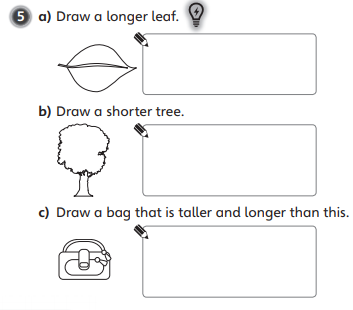 5 a) Draw a longer leaf.
b) Draw a shorter tree.
c) Draw a bag that is taller and longer than this.